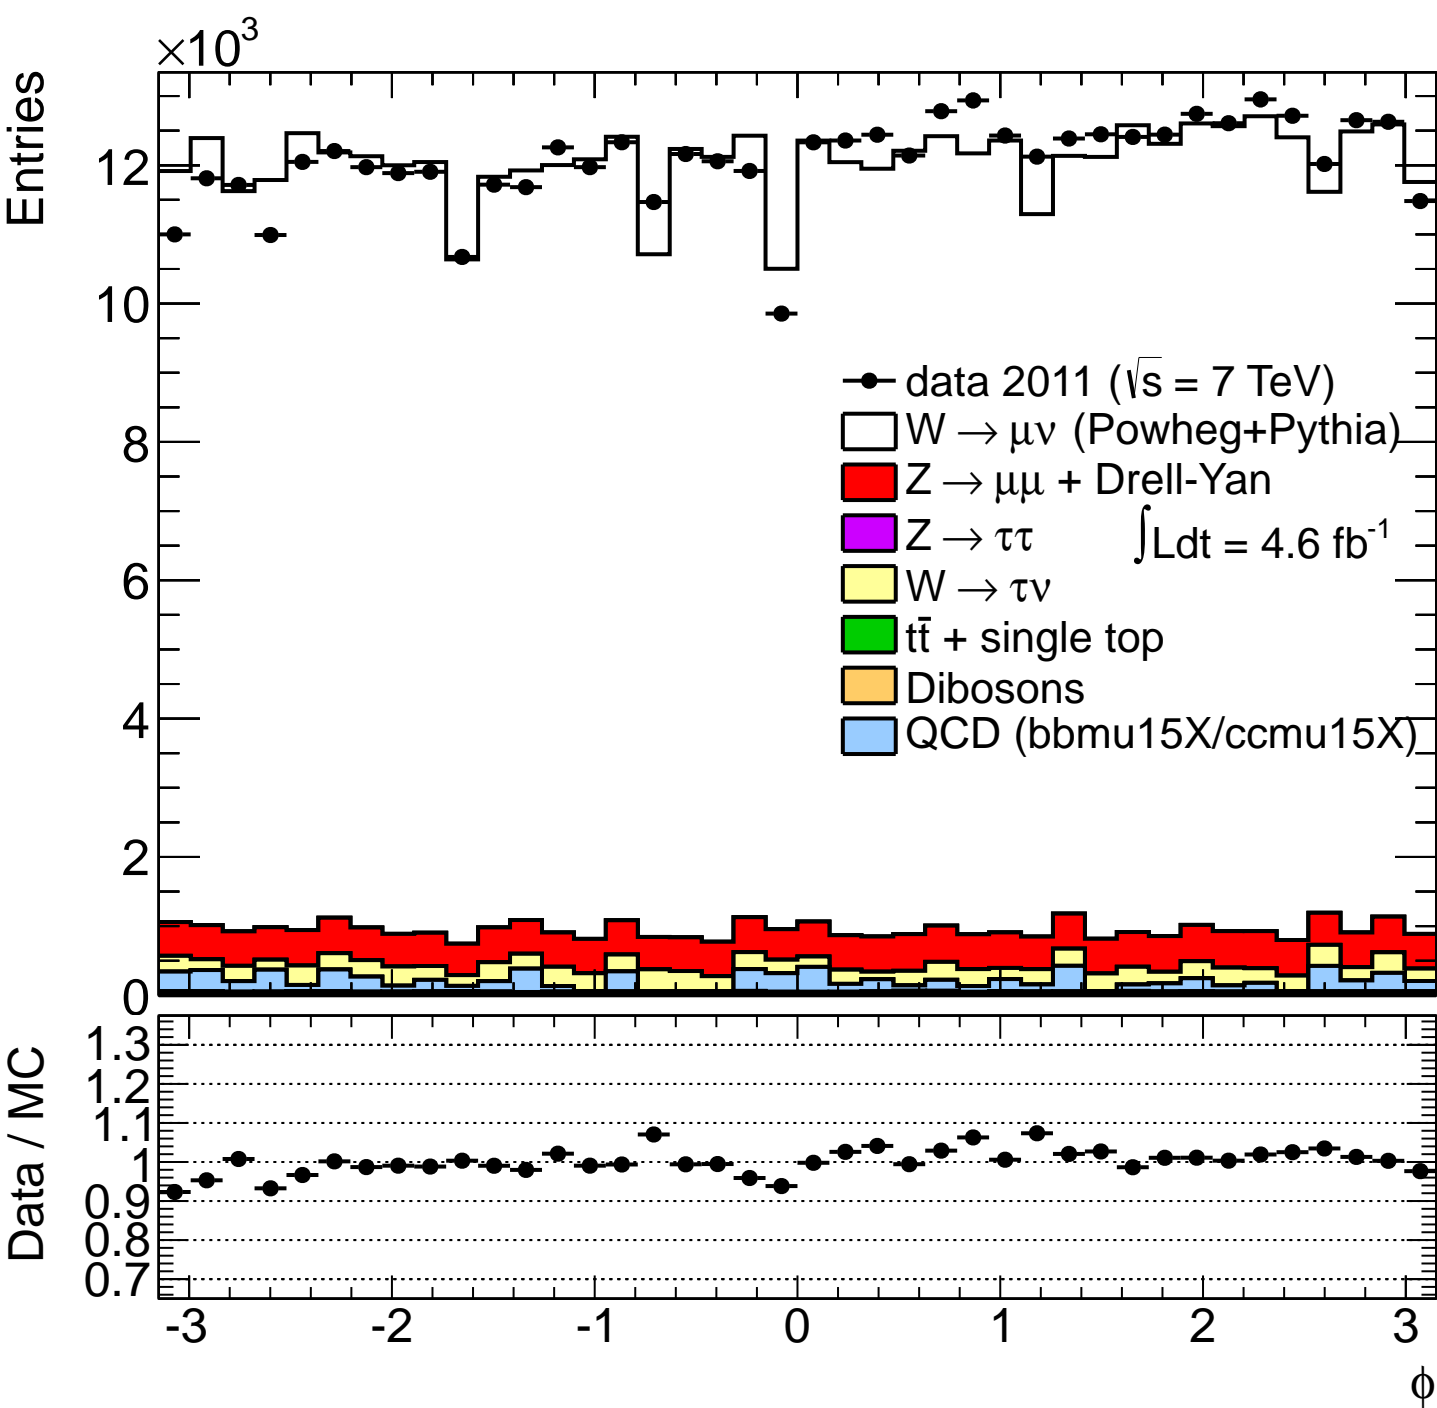 ×10³
Entries
12
10
8
6
4
2
0
data 2011 (√s = 7 TeV)
W → μν (Powheg+Pythia)
Z → μμ + Drell-Yan
Z → ττ
∫Ldt = 4.6 fb⁻¹
W → τν
tt̄ + single top
Dibosons
QCD (bbmu15X/ccmu15X)
Data / MC
1.3
1.2
1.1
1
0.9
0.8
0.7
-3 -2 -1 0 1 2 3
ϕ